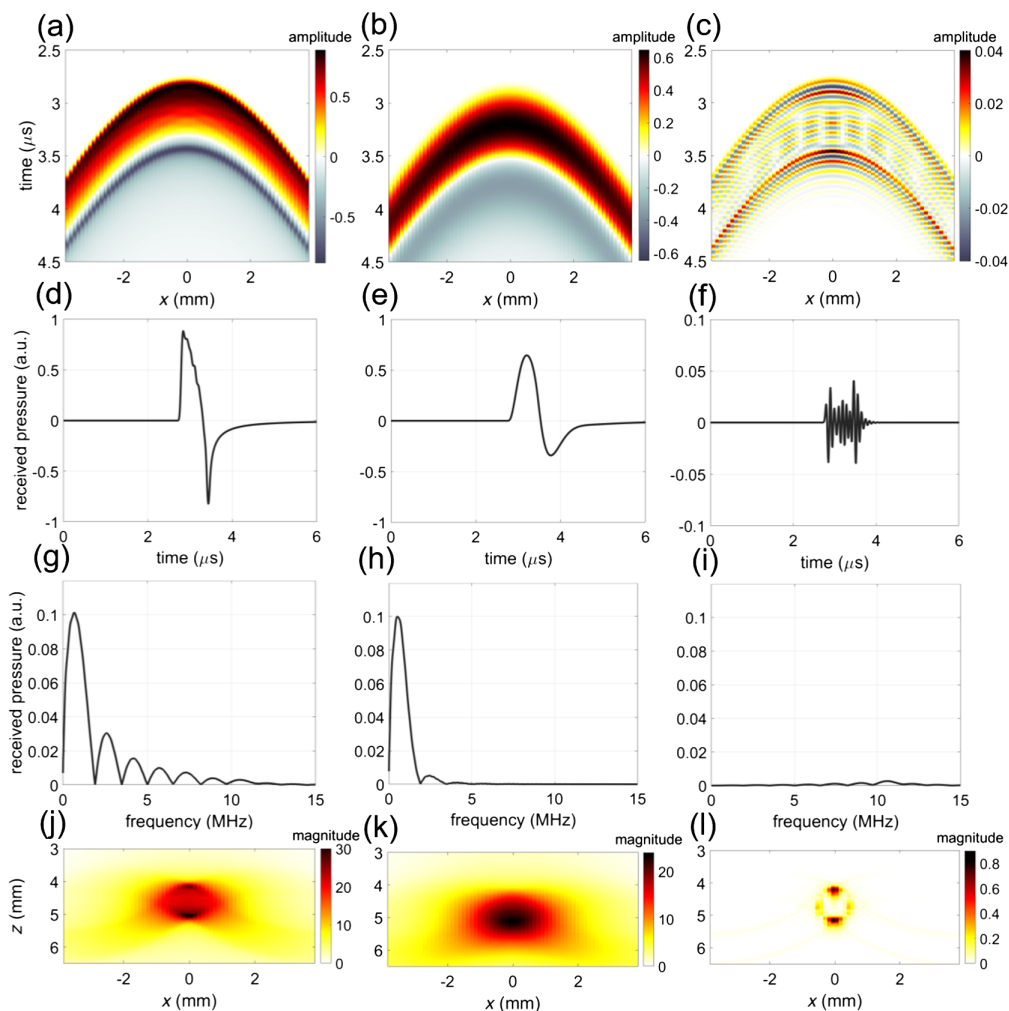 (a) (b) (c)
amplitude amplitude amplitude
2.5 3 3.5 4 4.5
time (μs)
-2 0 2
x (mm)
0.5 0 -0.5
2.5 3 3.5 4 4.5
-2 0 2
x (mm)
0.6 0.4 0.2 0 -0.2 -0.4 -0.6
2.5 3 3.5 4 4.5
-2 0 2
x (mm)
0.04 0.02 0 -0.02 -0.04
(d) (e) (f)
received pressure (a.u.)
1 0.5 0 -0.5 -1
0 2 4 6
time (μs)
1 0.5 0 -0.5 -1
0 2 4 6
time (μs)
0.1 0.05 0 -0.05 -0.1
0 2 4 6
time (μs)
(g) (h) (i)
received pressure (a.u.)
0.1 0.08 0.06 0.04 0.02 0
0 5 10 15
frequency (MHz)
0.1 0.08 0.06 0.04 0.02 0
0 5 10 15
frequency (MHz)
0.1 0.08 0.06 0.04 0.02 0
0 5 10 15
frequency (MHz)
(j) (k) (l)
magnitude magnitude magnitude
z (mm)
3 4 5 6
-2 0 2
x (mm)
30 20 10 0
3 4 5 6
-2 0 2
x (mm)
20 10 0
3 4 5 6
-2 0 2
x (mm)
0.8 0.6 0.4 0.2 0